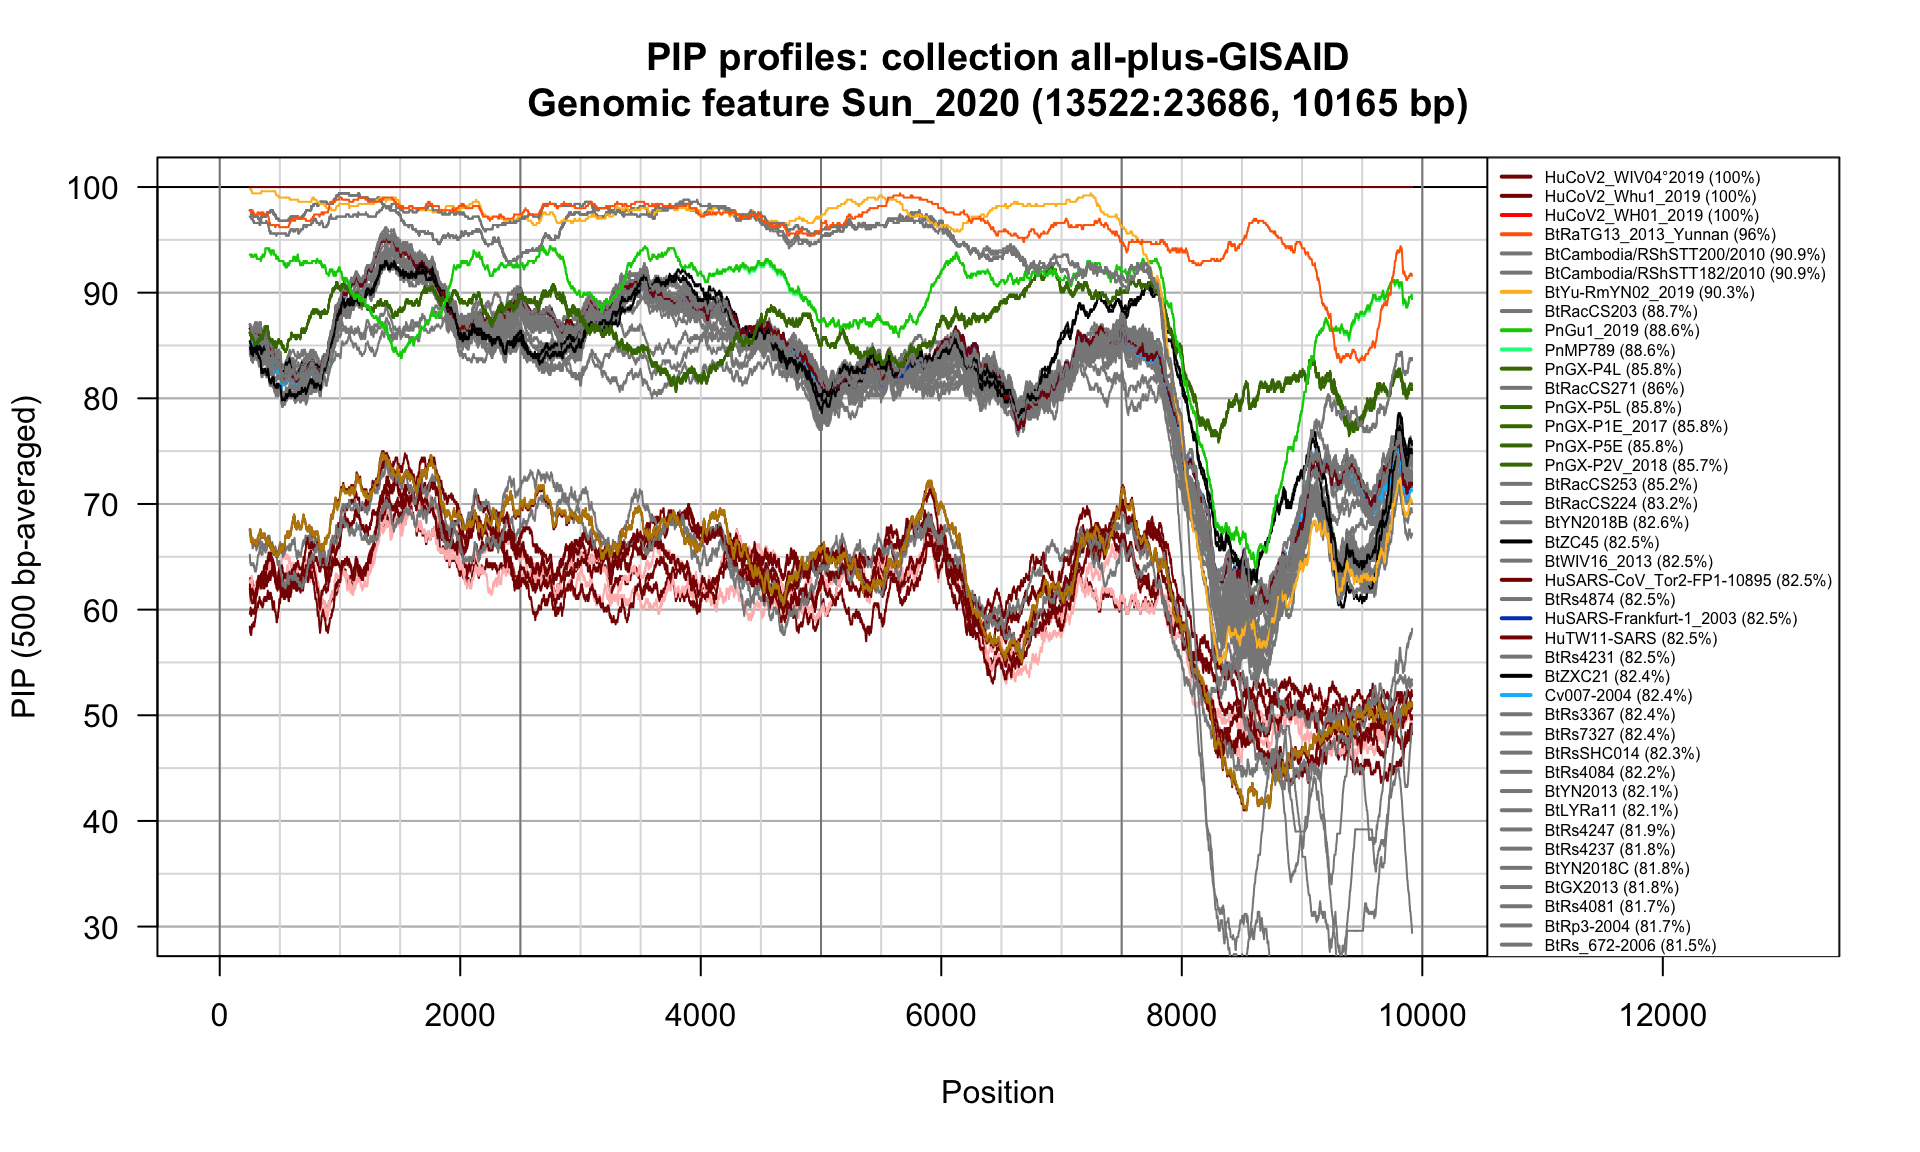 PIP profiles: collection all-plus-GISAID
Genomic feature Sun_2020 (13522:23686, 10165 bp)
PIP (500 bp-averaged)
100
90
80
70
60
50
40
30
0
2000
4000
6000
8000
10000
12000
Position
HuCoV2_WIV04°2019 (100%)
HuCoV2_Whu1_2019 (100%)
HuCoV2_WH01_2019 (100%)
BtRaTG13_2013_Yunnan (96%)
BtCambodia/RShSTT200/2010 (90.9%)
BtCambodia/RShSTT182/2010 (90.9%)
BtYu-RmYN02_2019 (90.3%)
BtRacCS203 (88.7%)
PnGu1_2019 (88.6%)
PnMP789 (88.6%)
PnGX-P4L (85.8%)
BtRacCS271 (86%)
PnGX-P5L (85.8%)
PnGX-P1E_2017 (85.8%)
PnGX-P5E (85.8%)
PnGX-P2V_2018 (85.7%)
BtRacCS253 (85.2%)
BtRacCS224 (83.2%)
BtYN2018B (82.6%)
BtZC45 (82.5%)
BtWIV16_2013 (82.5%)
HuSARS-CoV_Tor2-FP1-10895 (82.5%)
BtRs4874 (82.5%)
HuSARS-Frankfurt-1_2003 (82.5%)
HuTW11-SARS (82.5%)
BtRs4231 (82.5%)
BtZXC21 (82.4%)
Cv007-2004 (82.4%)
BtRs3367 (82.4%)
BtRs7327 (82.4%)
BtRsSHC014 (82.3%)
BtRs4084 (82.2%)
BtYN2013 (82.1%)
BtLYRa11 (82.1%)
BtRs4247 (81.9%)
BtRs4237 (81.8%)
BtYN2018C (81.8%)
BtGX2013 (81.8%)
BtRs4081 (81.7%)
BtRp3-2004 (81.7%)
BtRs_672-2006 (81.5%)